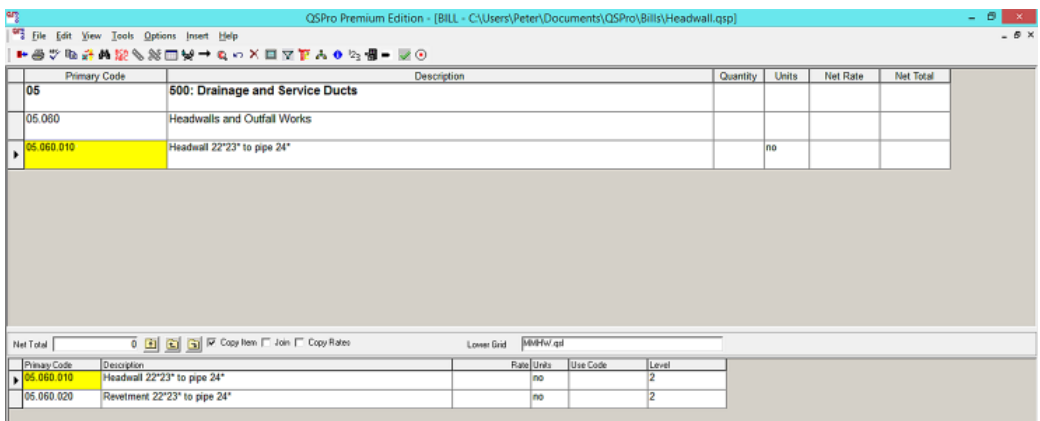 QSPro Premium Edition - [BILL - C:\Users\Peter\Documents\QSPro\Bills\Headwall.qsp]
File Edit View Tools Options Insert Help
Primary Code Description Quantity Units Net Rate Net Total
05 500: Drainage and Service Ducts
05.060 Headwalls and Outfall Works
05.060.010 Headwall 22"23" to pipe 24" no
Net Total 0 Copy Item Join Copy Rates Lower Grid MMHW.qsl
Primary Code Description Rate Units Use Code Level
05.060.010 Headwall 22"23" to pipe 24" no 2
05.060.020 Revetment 22"23" to pipe 24" no 2